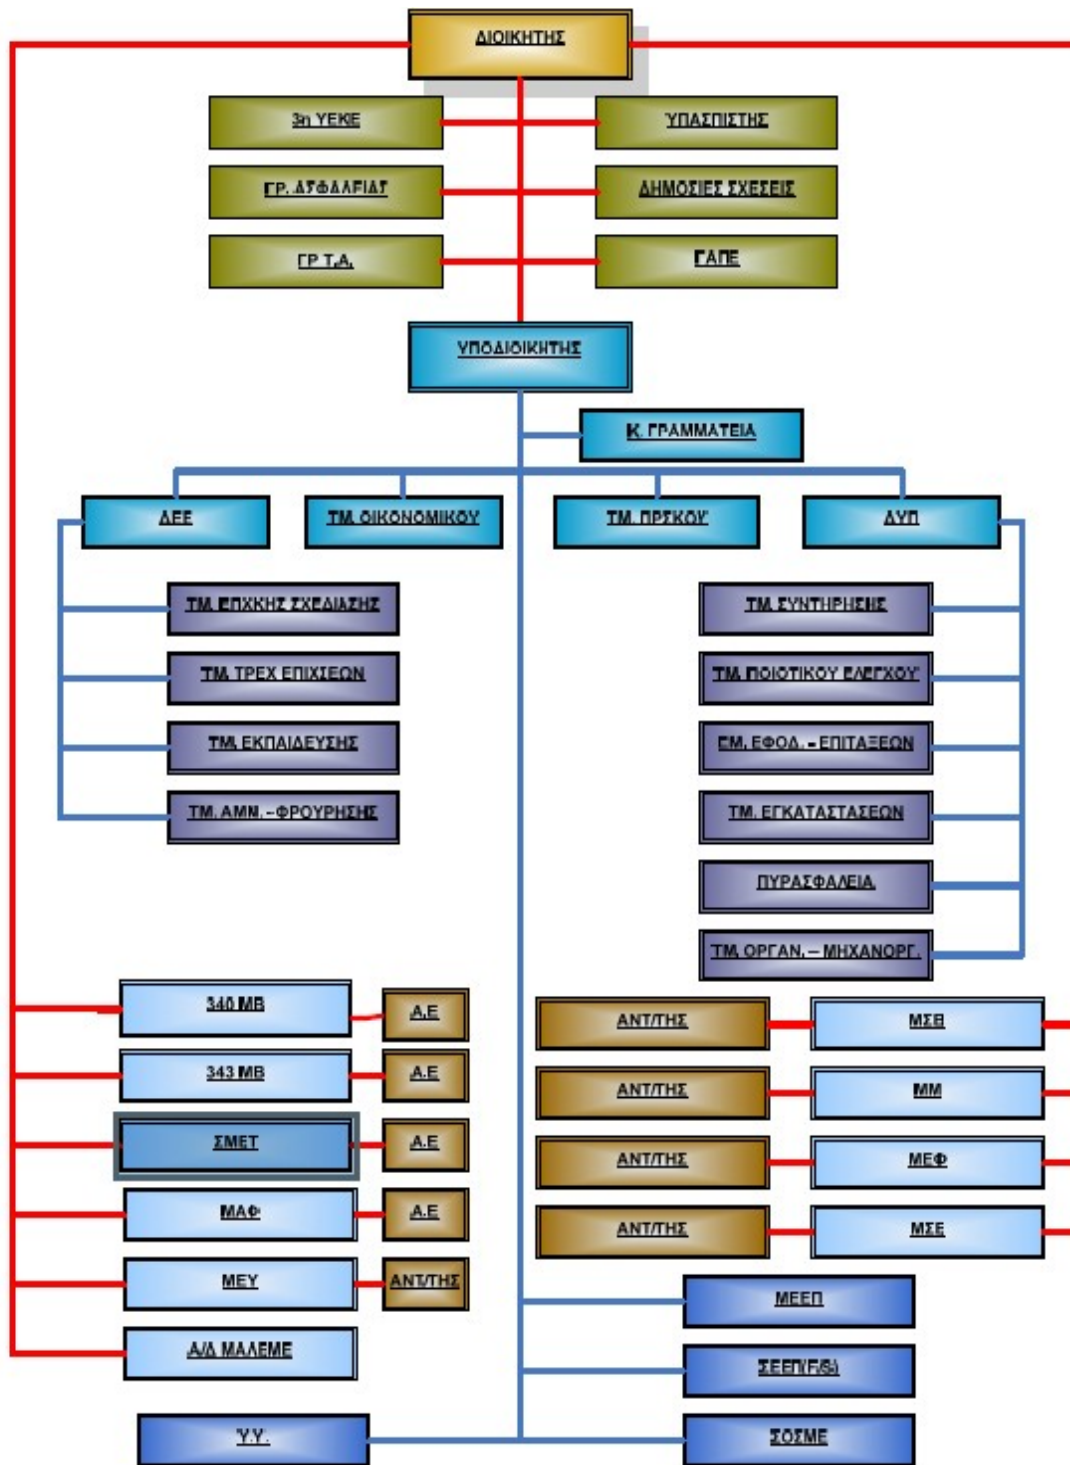 ΔΙΟΙΚΗΤΗΣ
3η ΥΕΚΕ
ΥΠΑΣΠΙΣΤΗΣ
ΓΡ. ΑΣΦΑΛΕΙΑΣ
ΔΗΜΟΣΙΕΣ ΣΧΕΣΕΙΣ
ΓΡ Τ.Α.
ΓΑΠΕ
ΥΠΟΔΙΟΙΚΗΤΗΣ
Κ. ΓΡΑΜΜΑΤΕΙΑ
ΔΕΕ
ΤΜ. ΟΙΚΟΝΟΜΙΚΟΥ
ΤΜ. ΠΡΣΚΟΥ
ΔΥΠ
ΤΜ. ΕΠΧΚΗΣ ΣΧΕΔΙΑΣΗΣ
ΤΜ. ΤΡΕΧ ΕΠΙΧΣΕΩΝ
ΤΜ. ΕΚΠΑΙΔΕΥΣΗΣ
ΤΜ. ΑΜΝ. –ΦΡΟΥΡΗΣΗΣ
ΤΜ. ΣΥΝΤΗΡΗΣΗΣ
ΤΜ. ΠΟΙΟΤΙΚΟΥ ΕΛΕΓΧΟΥ
ΕΜ. ΕΦΟΔ. – ΕΠΙΤΑΞΕΩΝ
ΤΜ. ΕΓΚΑΤΑΣΤΑΣΕΩΝ
ΠΥΡΑΣΦΑΛΕΙΑ
ΤΜ. ΟΡΓΑΝ. – ΜΗΧΑΝΟΡΓ.
340 ΜΒ
Α.Ε
343 ΜΒ
Α.Ε
ΣΜΕΤ
Α.Ε
ΜΑΦ
Α.Ε
ΜΕΥ
ΑΝΤ/ΤΗΣ
Α/Δ ΜΑΛΕΜΕ
ΑΝΤ/ΤΗΣ
ΜΣΒ
ΑΝΤ/ΤΗΣ
ΜΜ
ΑΝΤ/ΤΗΣ
ΜΕΦ
ΑΝΤ/ΤΗΣ
ΜΣΕ
ΜΕΕΠ
ΣΕΕΠ(F/S)
Υ.Υ.
ΣΟΣΜΕ